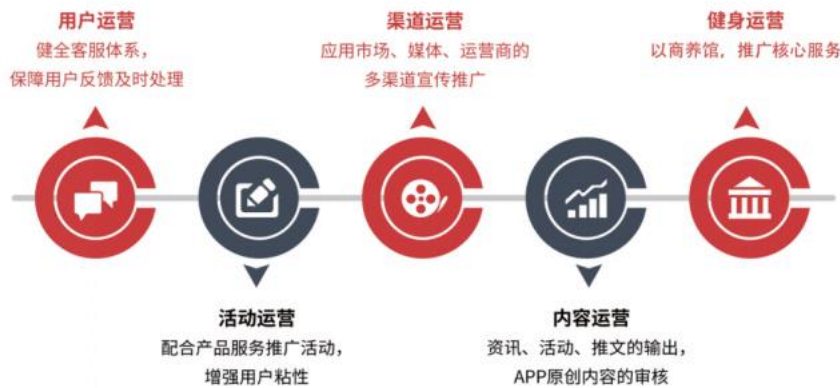 用户运营
健全客服体系，
保障用户反馈及时处理
渠道运营
应用市场、媒体、运营商的
多渠道宣传推广
健身运营
以商养馆，推广核心服务
活动运营
配合产品服务推广活动，
增强用户粘性
内容运营
资讯、活动、推文的输出，
APP原创内容的审核